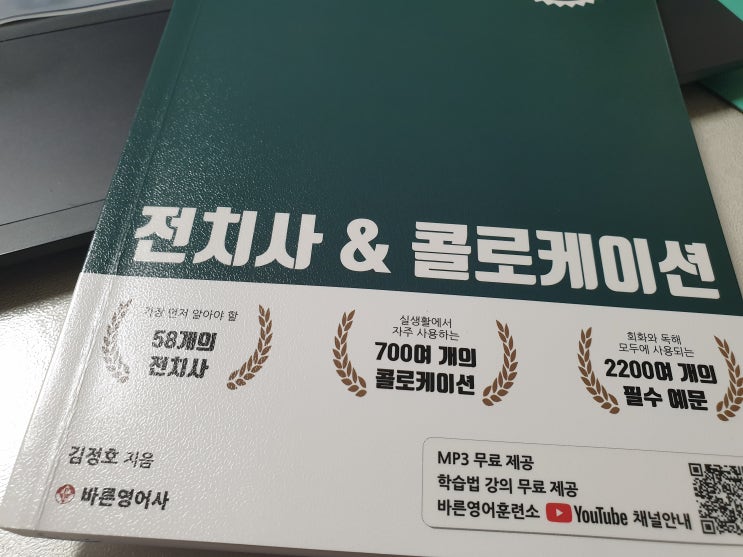 전치사 & 콜로케이션
가장 먼저 알아야 할
58개의
전치사
실생활에서
자주 사용하는
700여 개의
콜로케이션
회화와 독해
모두에 사용되는
2200여 개의
필수 예문
김정호 지음
바른영어사
MP3 무료 제공
학습법 강의 무료 제공
바른영어훈련소 YouTube 채널안내